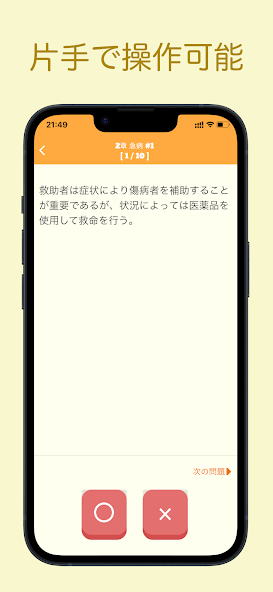 片手で操作可能
21:49
2章 急病 #1
[ 1 / 10 ]
救助者は症状により傷病者を補助すること
が重要であるが、状況によっては医薬品を
使用して救命を行う。
次の問題